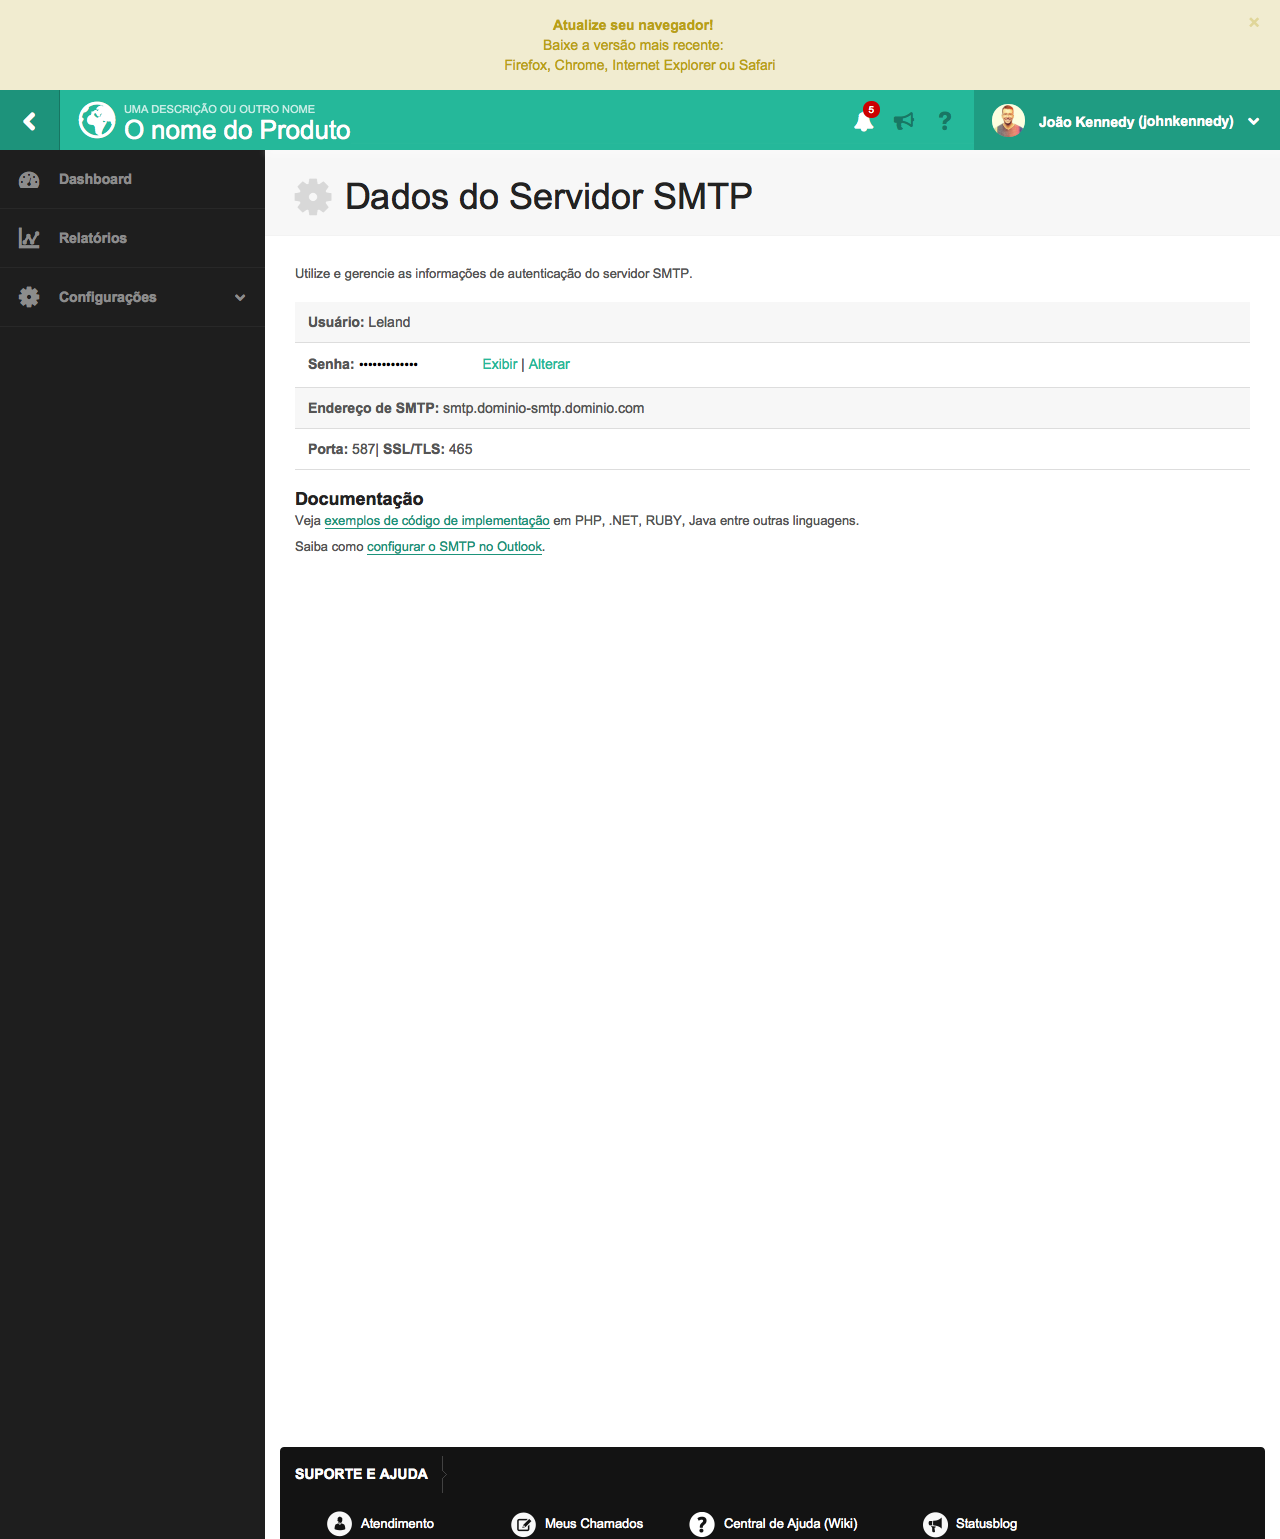 Atualize seu navegador!
Baixe a versão mais recente:
Firefox, Chrome, Internet Explorer ou Safari
×
UMA DESCRIÇÃO OU OUTRO NOME
O nome do Produto
5
João Kennedy (johnkennedy)
Dashboard
Relatórios
Configurações
Dados do Servidor SMTP
Utilize e gerencie as informações de autenticação do servidor SMTP.
Usuário: Leland
Senha: ••••••••••••• Exibir | Alterar
Endereço de SMTP: smtp.dominio-smtp.dominio.com
Porta: 587| SSL/TLS: 465
Documentação
Veja exemplos de código de implementação em PHP, .NET, RUBY, Java entre outras linguagens.
Saiba como configurar o SMTP no Outlook.
SUPORTE E AJUDA
Atendimento
Meus Chamados
Central de Ajuda (Wiki)
Statusblog